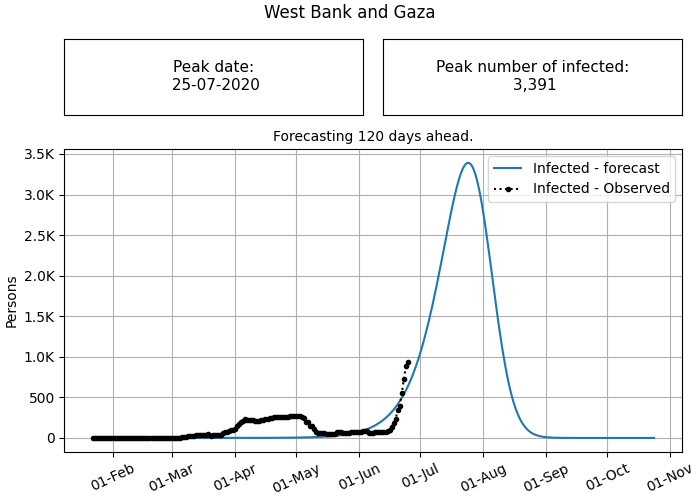 West Bank and Gaza
Peak date:
25-07-2020
Peak number of infected:
3,391
Forecasting 120 days ahead.
3.5K
3.0K
2.5K
2.0K
1.5K
1.0K
500
0
Persons
Infected - forecast
Infected - Observed
01-Feb
01-Mar
01-Apr
01-May
01-Jun
01-Jul
01-Aug
01-Sep
01-Oct
01-Nov